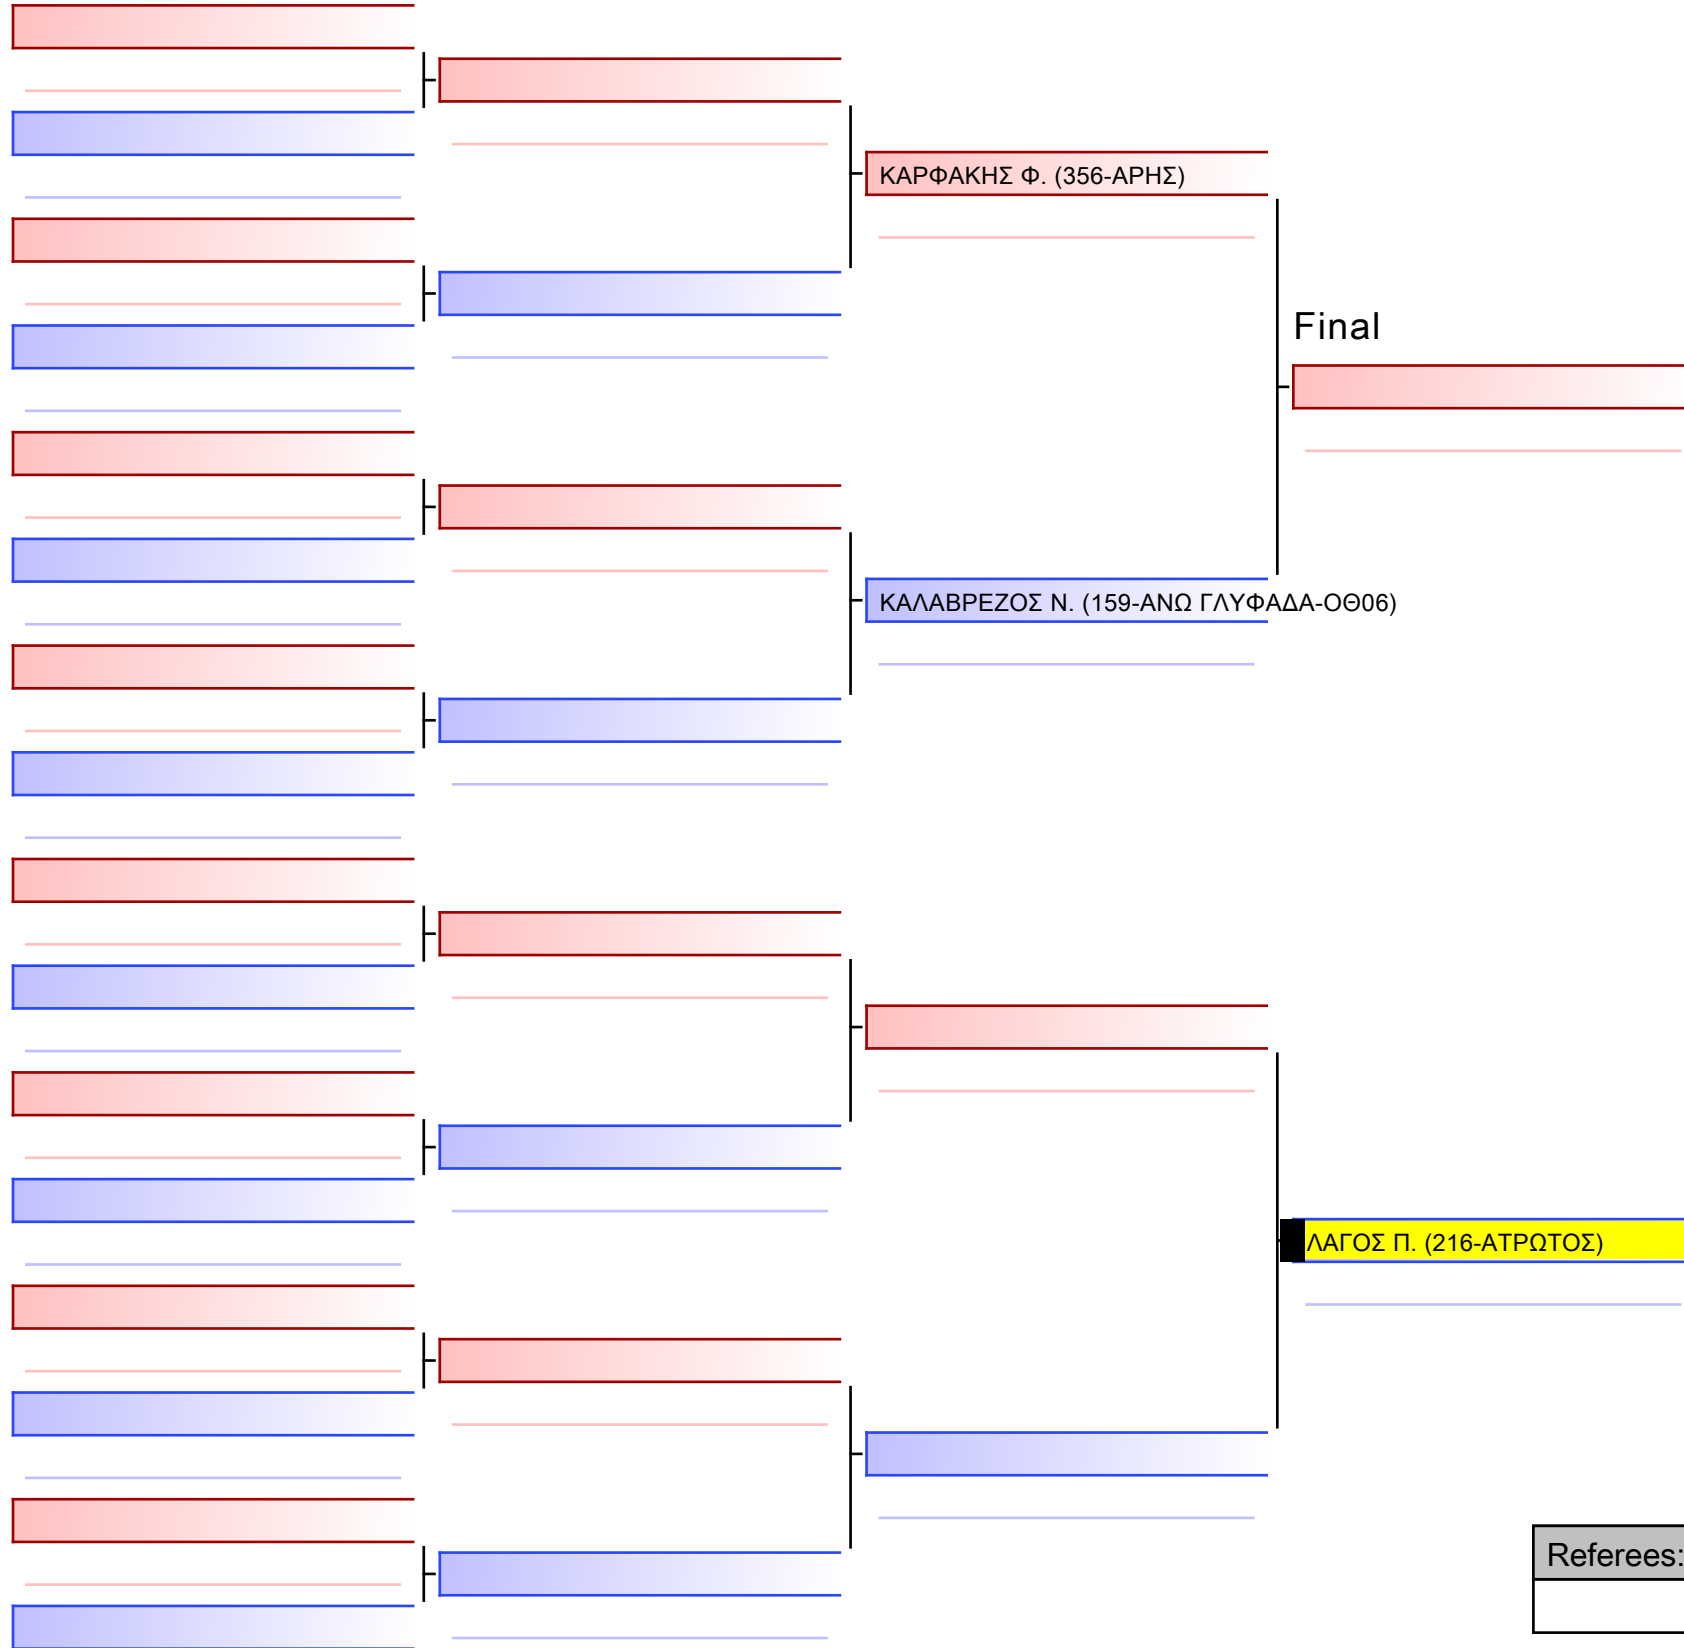 ΚΑΡΦΑΚΗΣ Φ. (356-ΑΡΗΣ)
Final
ΚΑΛΑΒΡΕΖΟΣ Ν. (159-ΑΝΩ ΓΛΥΦΑΔΑ-ΟΘ06)
ΛΑΓΟΣ Π. (216-ΑΤΡΩΤΟΣ)
Referees: